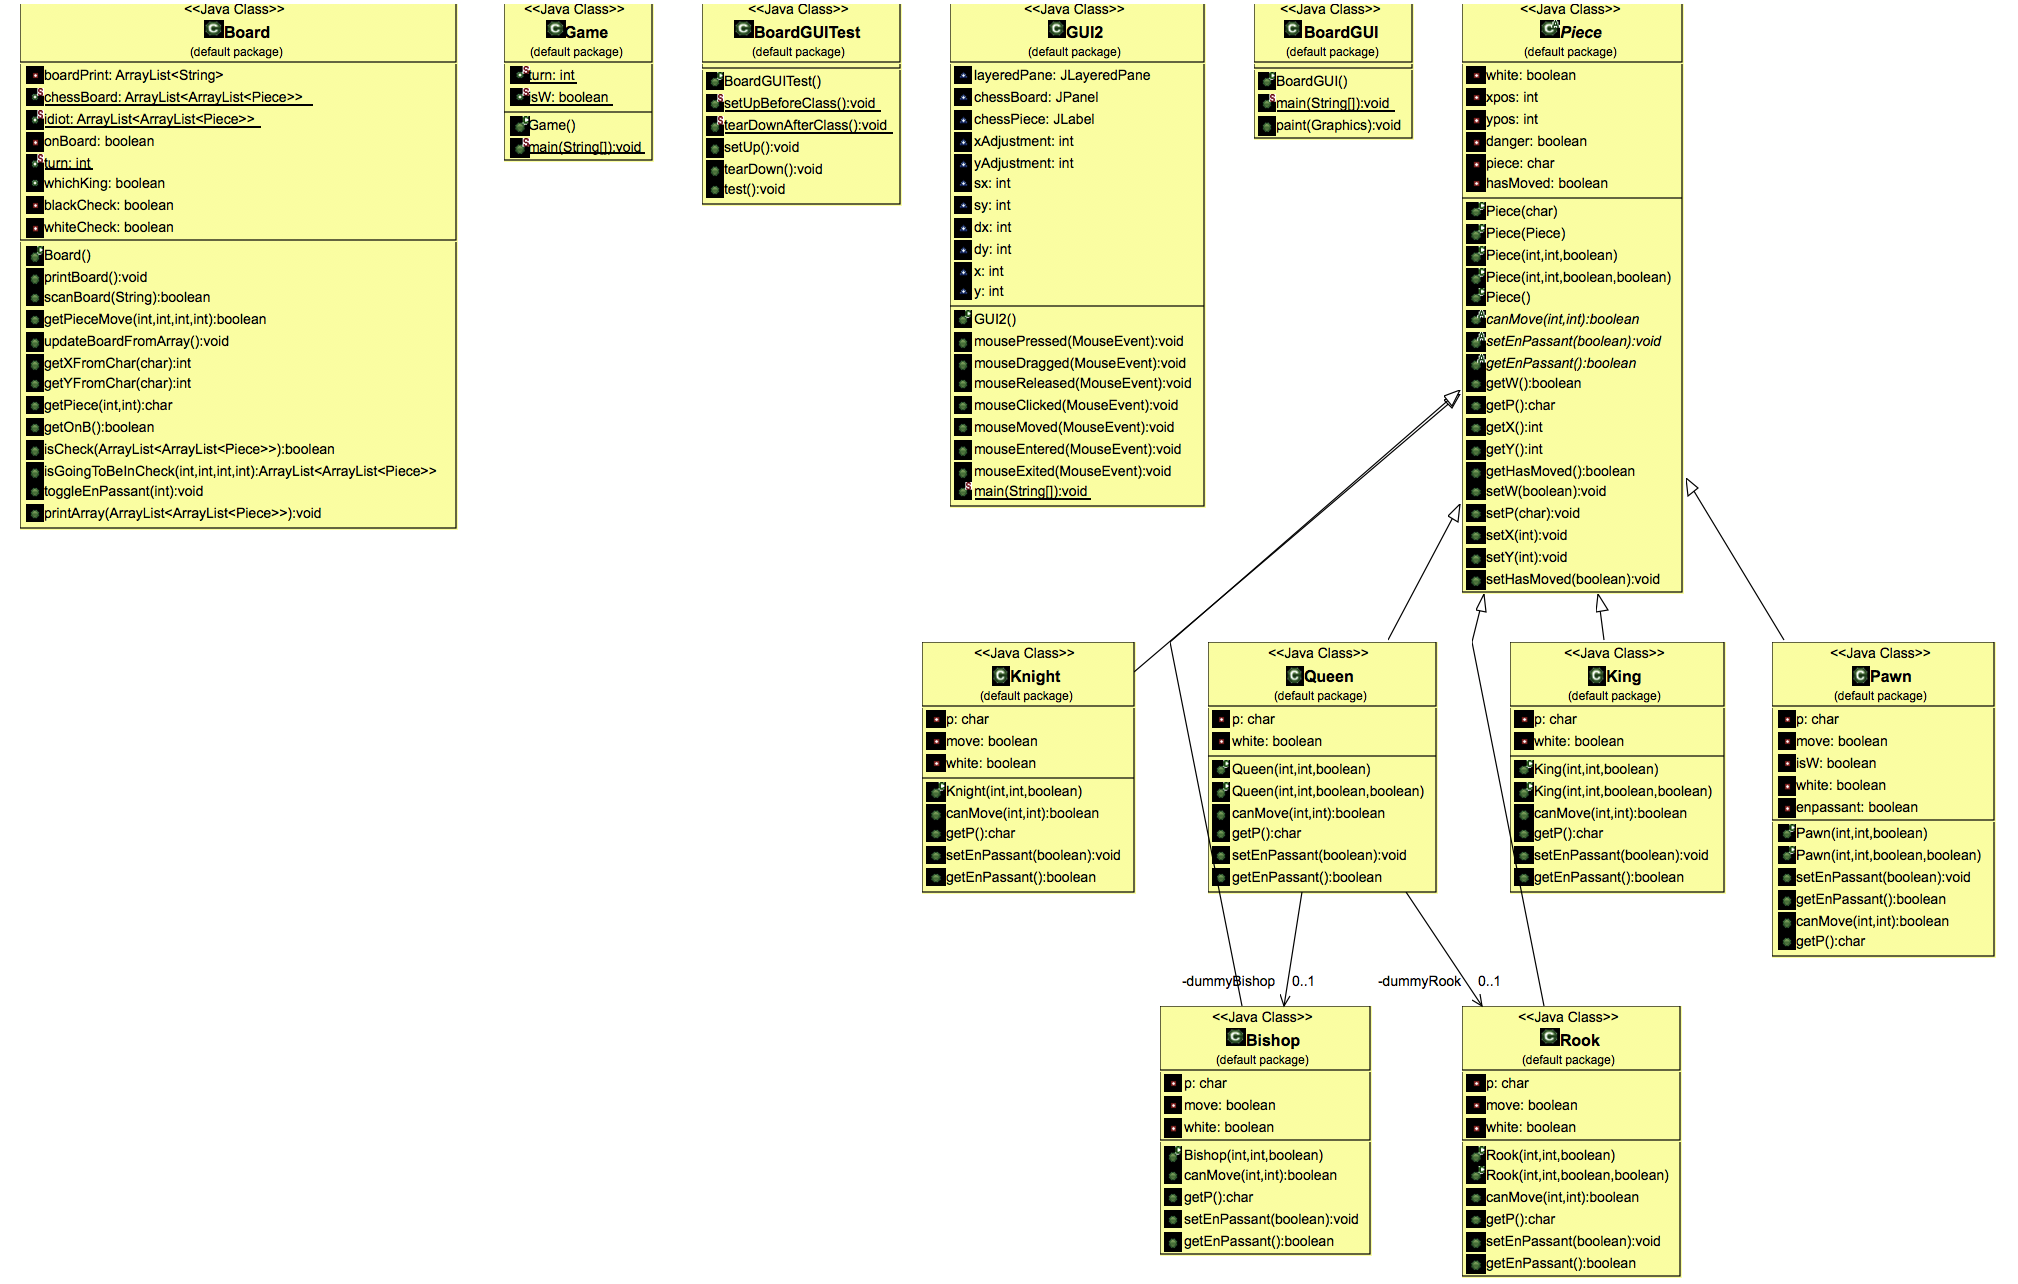 <<Java Class>>
Board
(default package)
boardPrint: ArrayList<String>
chessBoard: ArrayList<ArrayList<Piece>>
idiot: ArrayList<ArrayList<Piece>>
onBoard: boolean
turn: int
whichKing: boolean
blackCheck: boolean
whiteCheck: boolean
Board()
printBoard():void
scanBoard(String):boolean
getPieceMove(int,int,int,int):boolean
updateBoardFromArray():void
getXFromChar(char):int
getYFromChar(char):int
getPiece(int,int):char
getOnB():boolean
isCheck(ArrayList<ArrayList<Piece>>):boolean
isGoingToBeInCheck(int,int,int,int):ArrayList<ArrayList<Piece>>
toggleEnPassant(int):void
printArray(ArrayList<ArrayList<Piece>>):void
<<Java Class>>
Game
(default package)
turn: int
isW: boolean
Game()
main(String[]):void
<<Java Class>>
BoardGUITest
(default package)
BoardGUITest()
setUpBeforeClass():void
tearDownAfterClass():void
setUp():void
tearDown():void
test():void
<<Java Class>>
GUI2
(default package)
layeredPane: JLayeredPane
chessBoard: JPanel
chessPiece: JLabel
xAdjustment: int
yAdjustment: int
sx: int
sy: int
dx: int
dy: int
x: int
y: int
GUI2()
mousePressed(MouseEvent):void
mouseDragged(MouseEvent):void
mouseReleased(MouseEvent):void
mouseClicked(MouseEvent):void
mouseMoved(MouseEvent):void
mouseEntered(MouseEvent):void
mouseExited(MouseEvent):void
main(String[]):void
<<Java Class>>
BoardGUI
(default package)
BoardGUI()
main(String[]):void
paint(Graphics):void
<<Java Class>>
Piece
(default package)
white: boolean
xpos: int
ypos: int
danger: boolean
piece: char
hasMoved: boolean
Piece(char)
Piece(Piece)
Piece(int,int,boolean)
Piece(int,int,boolean,boolean)
Piece()
canMove(int,int):boolean
setEnPassant(boolean):void
getEnPassant():boolean
getW():boolean
getP():char
getX():int
getY():int
getHasMoved():boolean
setW(boolean):void
setP(char):void
setX(int):void
setY(int):void
setHasMoved(boolean):void
<<Java Class>>
Knight
(default package)
p: char
move: boolean
white: boolean
Knight(int,int,boolean)
canMove(int,int):boolean
getP():char
setEnPassant(boolean):void
getEnPassant():boolean
<<Java Class>>
Queen
(default package)
p: char
white: boolean
Queen(int,int,boolean)
Queen(int,int,boolean,boolean)
canMove(int,int):boolean
getP():char
setEnPassant(boolean):void
getEnPassant():boolean
<<Java Class>>
King
(default package)
p: char
white: boolean
King(int,int,boolean)
King(int,int,boolean,boolean)
canMove(int,int):boolean
getP():char
setEnPassant(boolean):void
getEnPassant():boolean
<<Java Class>>
Pawn
(default package)
p: char
move: boolean
isW: boolean
white: boolean
enpassant: boolean
Pawn(int,int,boolean)
Pawn(int,int,boolean,boolean)
setEnPassant(boolean):void
getEnPassant():boolean
canMove(int,int):boolean
getP():char
-dummyBishop 0..1
-dummyRook 0..1
<<Java Class>>
Bishop
(default package)
p: char
move: boolean
white: boolean
Bishop(int,int,boolean)
canMove(int,int):boolean
getP():char
setEnPassant(boolean):void
getEnPassant():boolean
<<Java Class>>
Rook
(default package)
p: char
move: boolean
white: boolean
Rook(int,int,boolean)
Rook(int,int,boolean,boolean)
canMove(int,int):boolean
getP():char
setEnPassant(boolean):void
getEnPassant():boolean